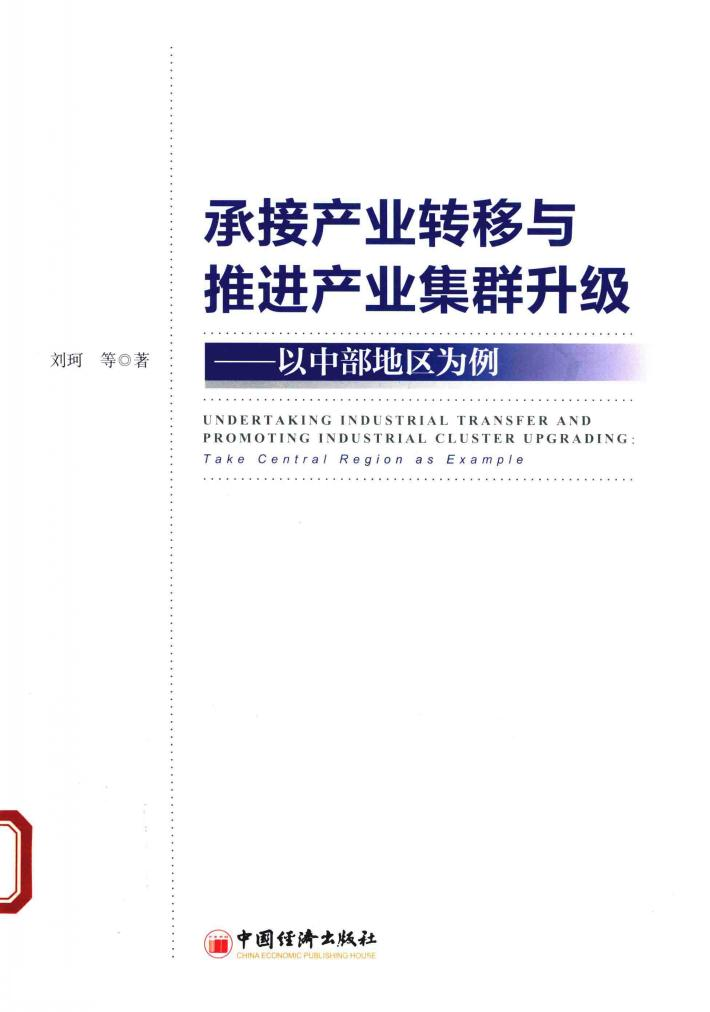 承接产业转移与
推进产业集群升级
刘珂 等◎著
——以中部地区为例
UNDERTAKING INDUSTRIAL TRANSFER AND
PROMOTING INDUSTRIAL CLUSTER UPGRADING:
Take Central Region as Example
中国经济出版社
CHINA ECONOMIC PUBLISHING HOUSE